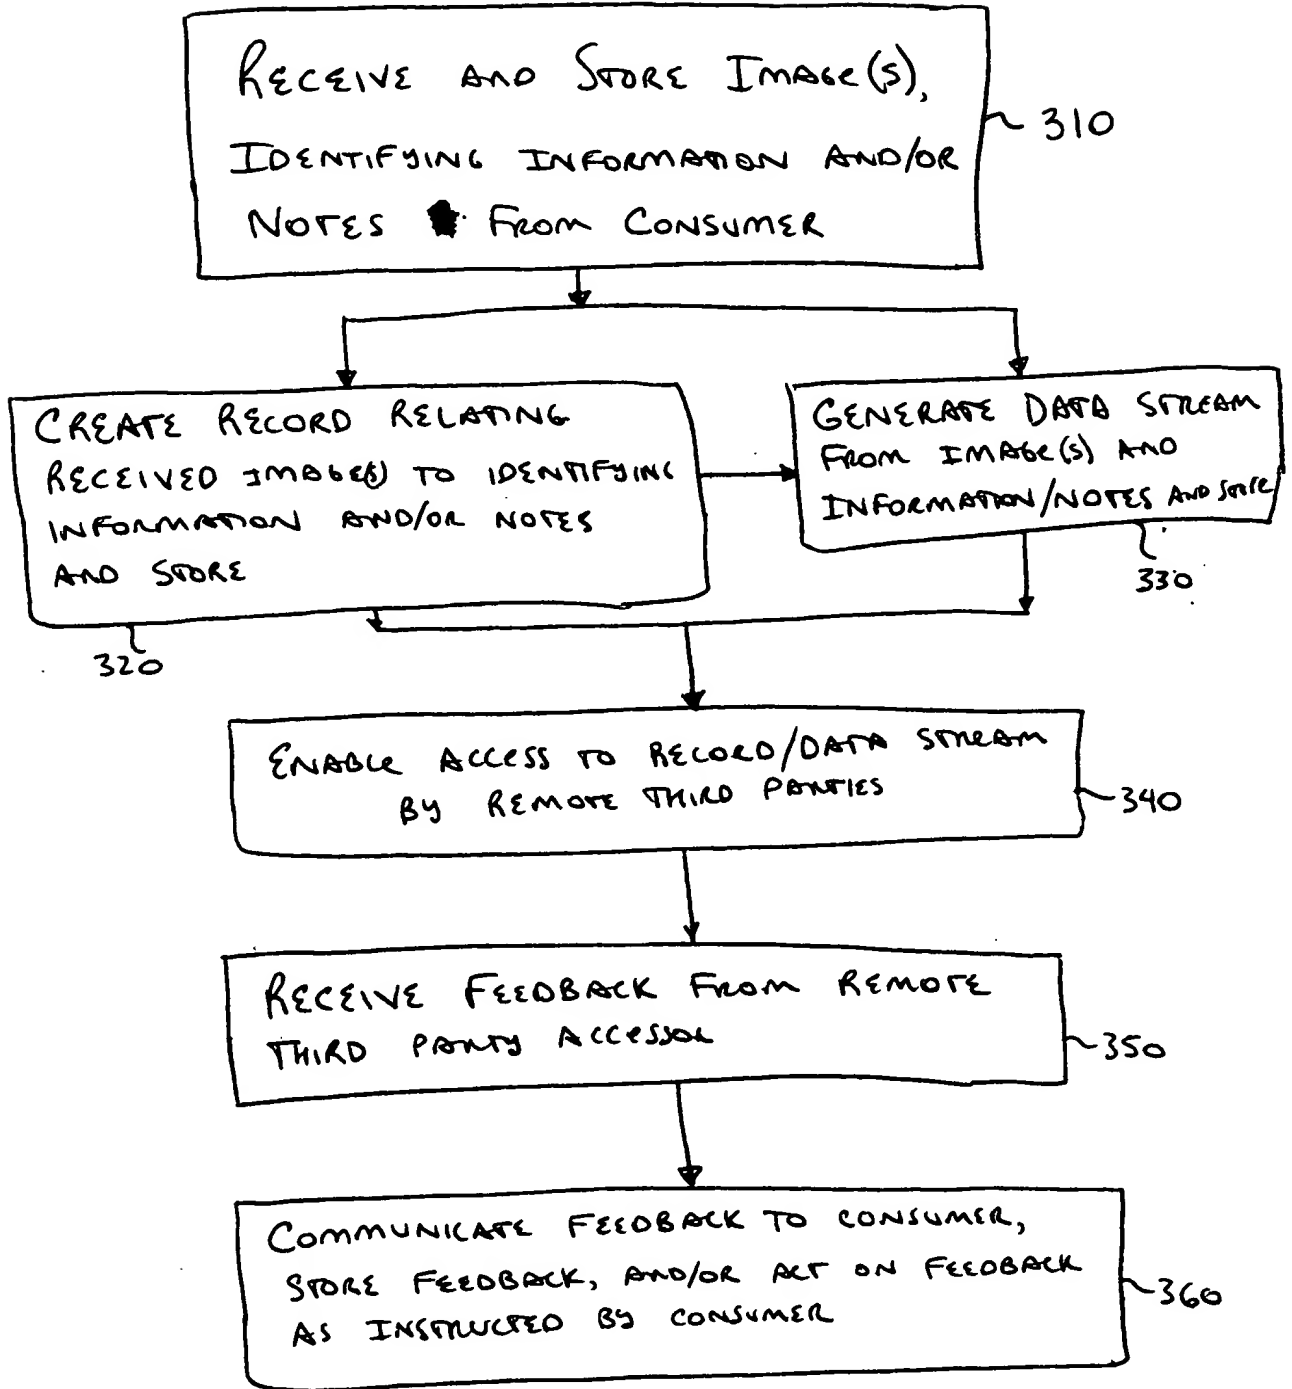 RECEIVE AND STORE IMAGE(S),
IDENTIFYING INFORMATION AND/OR
NOTES FROM CONSUMER
310
CREATE RECORD RELATING
RECEIVED IMAGE(S) TO IDENTIFYING
INFORMATION AND/OR NOTES
AND STORE
320
GENERATE DATA STREAM
FROM IMAGE(S) AND
INFORMATION/NOTES AND STORE
330
ENABLE ACCESS TO RECORD/DATA STREAM
BY REMOTE THIRD PARTIES
340
RECEIVE FEEDBACK FROM REMOTE
THIRD PARTY ACCESSOR
350
COMMUNICATE FEEDBACK TO CONSUMER,
STORE FEEDBACK, AND/OR ACT ON FEEDBACK
AS INSTRUCTED BY CONSUMER
360